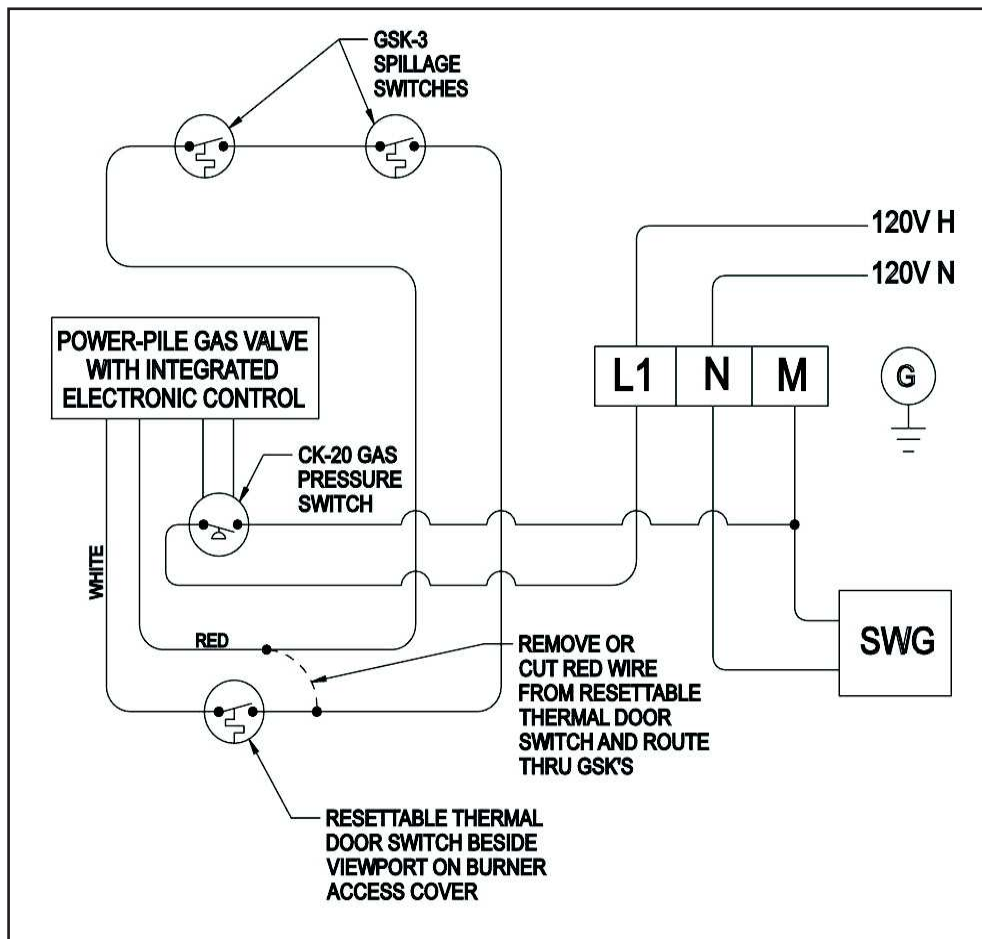 GSK-3
SPILLAGE
SWITCHES
120V H
120V N
POWER-PILE GAS VALVE
WITH INTEGRATED
ELECTRONIC CONTROL
L1 N M
G
CK-20 GAS
PRESSURE
SWITCH
WHITE
RED
SWG
REMOVE OR
CUT RED WIRE
FROM RESETTABLE
THERMAL DOOR
SWITCH AND ROUTE
THRU GSK'S
RESETTABLE THERMAL
DOOR SWITCH BESIDE
VIEWPORT ON BURNER
ACCESS COVER